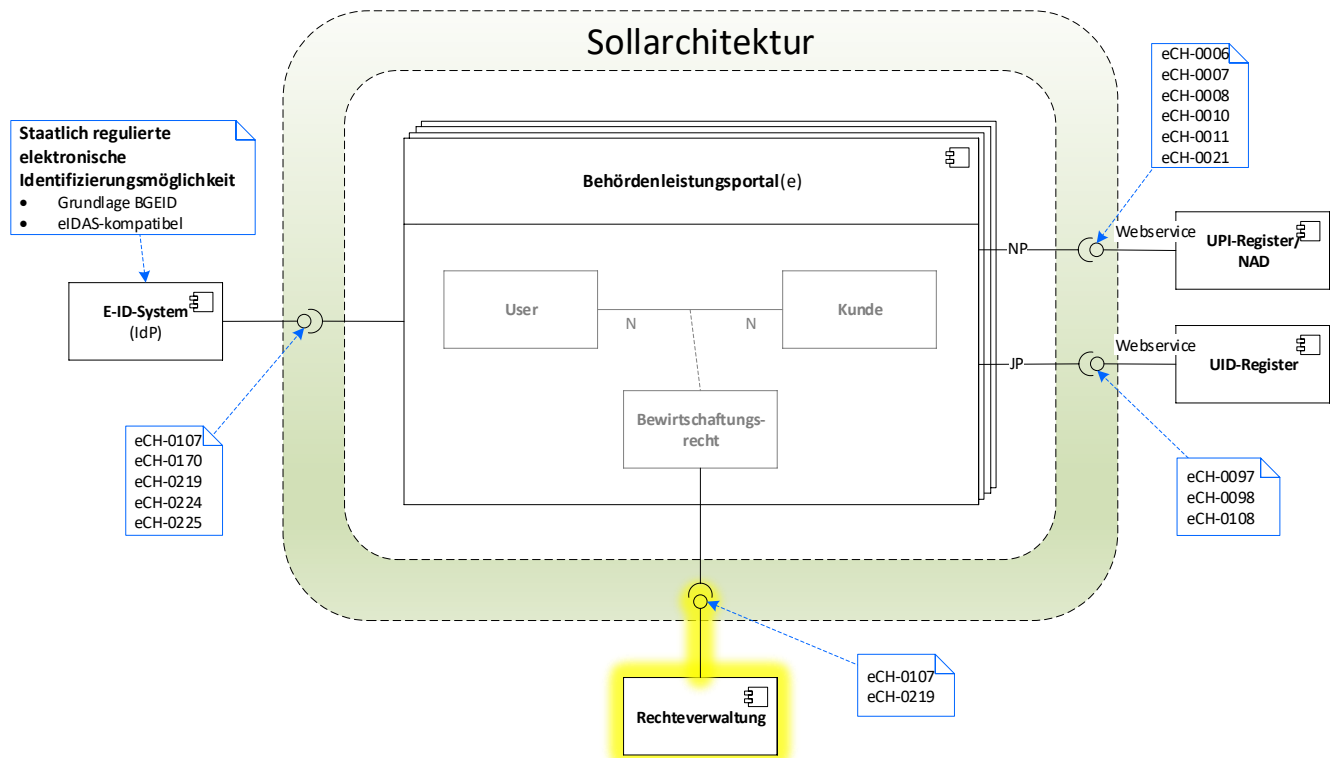 Sollarchitektur
eCH-0006
eCH-0007
eCH-0008
eCH-0010
eCH-0011
eCH-0021
Staatlich regulierte
elektronische
Identifizierungsmöglichkeit
• Grundlage BGEID
• eIDAS-kompatibel
Behördenleistungsportal(e)
E-ID-System
(IdP)
User
N
N
Kunde
Bewirtschaftungs-
recht
NP
Webservice
UPI-Register/
NAD
JP
Webservice
UID-Register
eCH-0107
eCH-0170
eCH-0219
eCH-0224
eCH-0225
eCH-0097
eCH-0098
eCH-0108
eCH-0107
eCH-0219
Rechteverwaltung